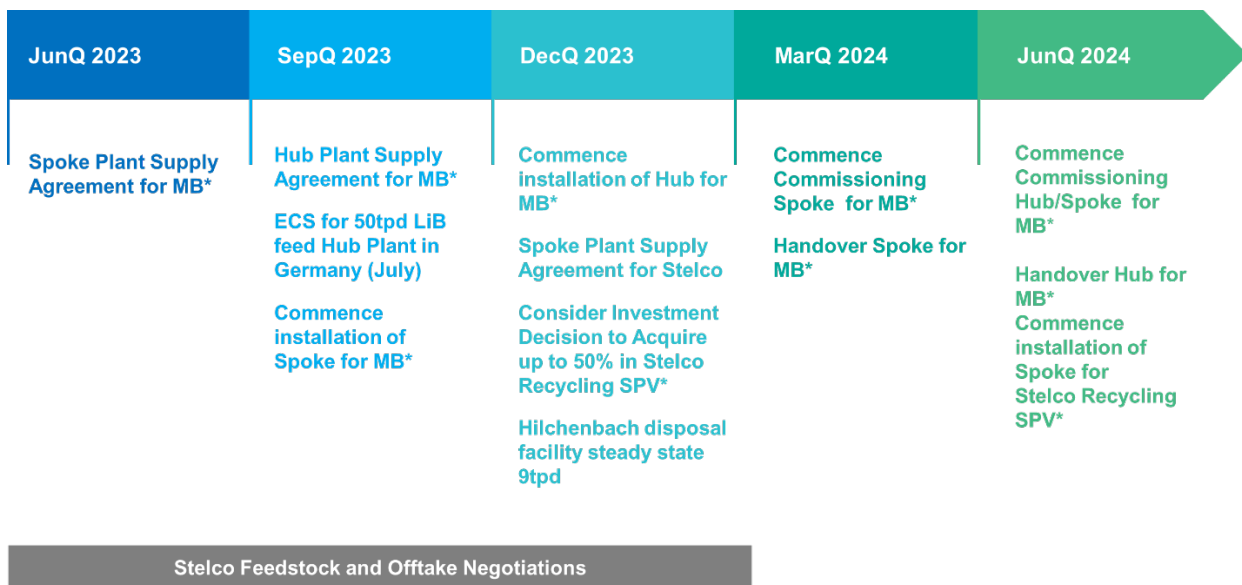 JunQ 2023
SepQ 2023
DecQ 2023
MarQ 2024
JunQ 2024
Spoke Plant Supply
Agreement for MB*
Hub Plant Supply
Agreement for MB*
ECS for 50tpd LiB
feed Hub Plant in
Germany (July)
Commence
installation of
Spoke for MB*
Commence
installation of Hub for
MB*
Spoke Plant Supply
Agreement for Stelco
Consider Investment
Decision to Acquire
up to 50% in Stelco
Recycling SPV*
Hilchenbach disposal
facility steady state
9tpd
Commence
Commissioning
Spoke for MB*
Handover Spoke for
MB*
Commence
Commissioning
Hub/Spoke for
MB*
Handover Hub for
MB*
Commence
installation of
Spoke for
Stelco Recycling
SPV*
Stelco Feedstock and Offtake Negotiations